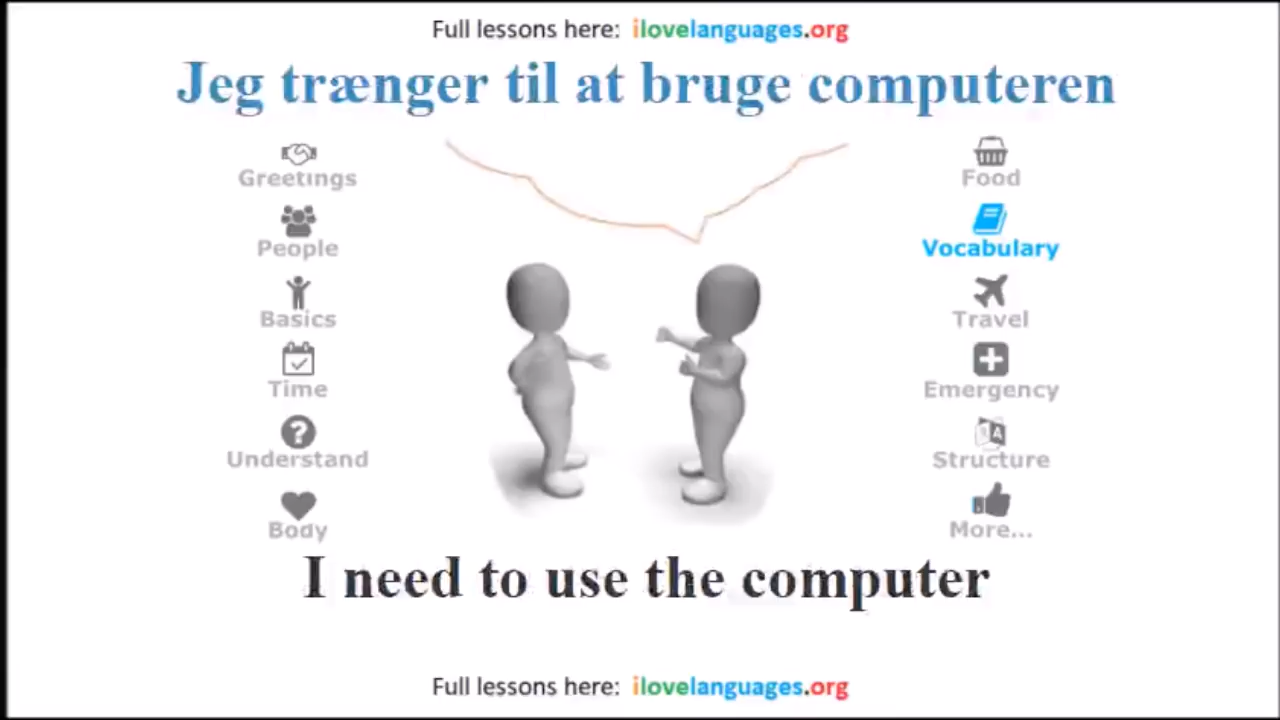 Full lessons here: ilovelanguages.org
Jeg trænger til at bruge computeren
Greetings
Food
People
Vocabulary
Basics
Travel
Time
Emergency
Understand
Structure
Body
More...
I need to use the computer
Full lessons here: ilovelanguages.org